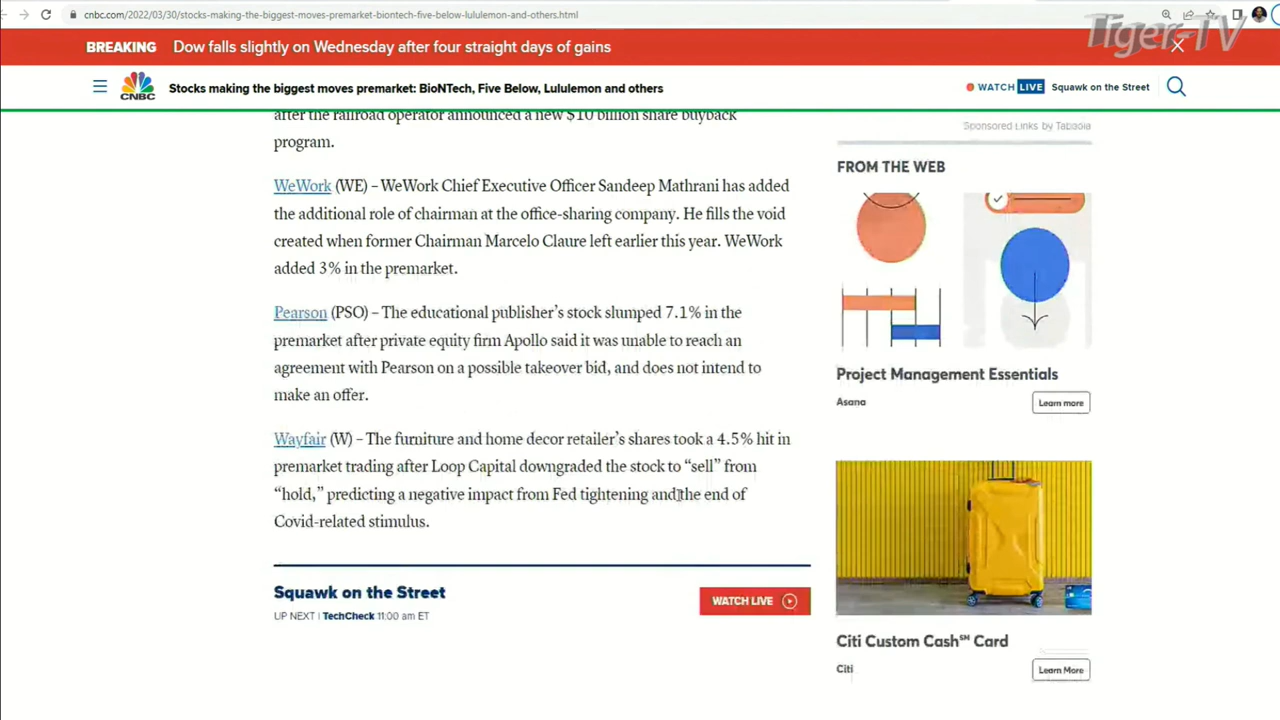 cnbc.com/2022/03/30/stocks-making-the-biggest-moves-premarket-biontech-five-below-lululemon-and-others.html
Tiger-TV
BREAKING Dow falls slightly on Wednesday after four straight days of gains
CNBC
Stocks making the biggest moves premarket: BioNTech, Five Below, Lululemon and others
WATCH LIVE Squawk on the Street
after the railroad operator announced a new $10 billion share buyback
program.
WeWork (WE) – WeWork Chief Executive Officer Sandeep Mathrani has added
the additional role of chairman at the office-sharing company. He fills the void
created when former Chairman Marcelo Claure left earlier this year. WeWork
added 3% in the premarket.
Pearson (PSO) – The educational publisher's stock slumped 7.1% in the
premarket after private equity firm Apollo said it was unable to reach an
agreement with Pearson on a possible takeover bid, and does not intend to
make an offer.
Wayfair (W) – The furniture and home decor retailer's shares took a 4.5% hit in
premarket trading after Loop Capital downgraded the stock to “sell” from
“hold,” predicting a negative impact from Fed tightening and the end of
Covid-related stimulus.
Squawk on the Street
UP NEXT | TechCheck 11:00 am ET
WATCH LIVE
Sponsored Links by Taboola
FROM THE WEB
Project Management Essentials
Asana
Learn more
Citi Custom Cash℠ Card
Citi
Learn More